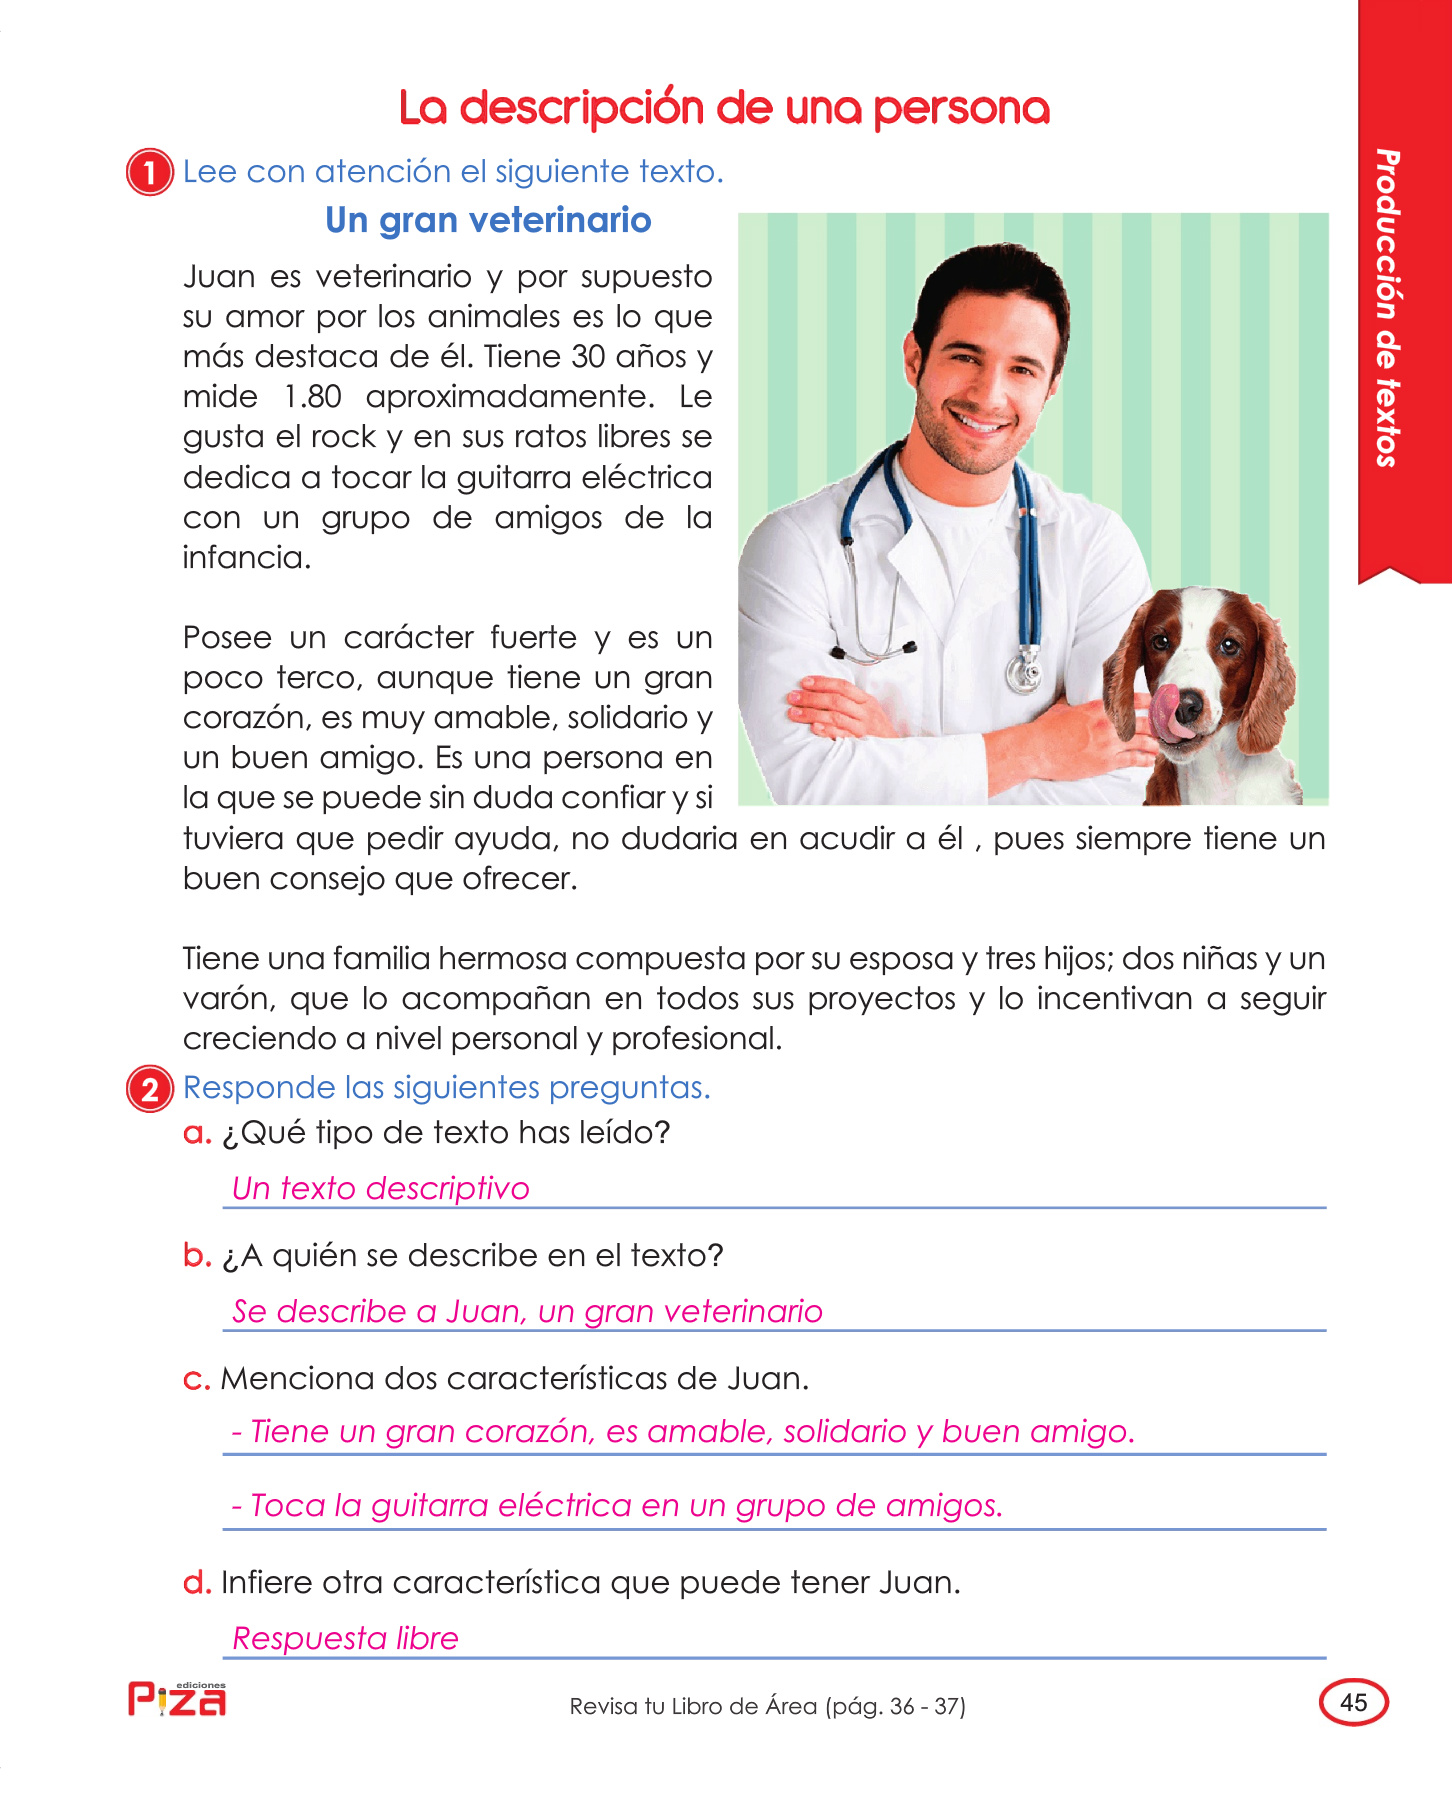 La descripción de una persona
Producción de textos
1 Lee con atención el siguiente texto.
Un gran veterinario
Juan es veterinario y por supuesto
su amor por los animales es lo que
más destaca de él. Tiene 30 años y
mide 1.80 aproximadamente. Le
gusta el rock y en sus ratos libres se
dedica a tocar la guitarra eléctrica
con un grupo de amigos de la
infancia.
Posee un carácter fuerte y es un
poco terco, aunque tiene un gran
corazón, es muy amable, solidario y
un buen amigo. Es una persona en
la que se puede sin duda confiar y si
tuviera que pedir ayuda, no dudaria en acudir a él , pues siempre tiene un
buen consejo que ofrecer.
Tiene una familia hermosa compuesta por su esposa y tres hijos; dos niñas y un
varón, que lo acompañan en todos sus proyectos y lo incentivan a seguir
creciendo a nivel personal y profesional.
2 Responde las siguientes preguntas.
a. ¿Qué tipo de texto has leído?
Un texto descriptivo
b. ¿A quién se describe en el texto?
Se describe a Juan, un gran veterinario
c. Menciona dos características de Juan.
- Tiene un gran corazón, es amable, solidario y buen amigo.
- Toca la guitarra eléctrica en un grupo de amigos.
d. Infiere otra característica que puede tener Juan.
Respuesta libre
ediciones
Piza
Revisa tu Libro de Área (pág. 36 - 37)
45